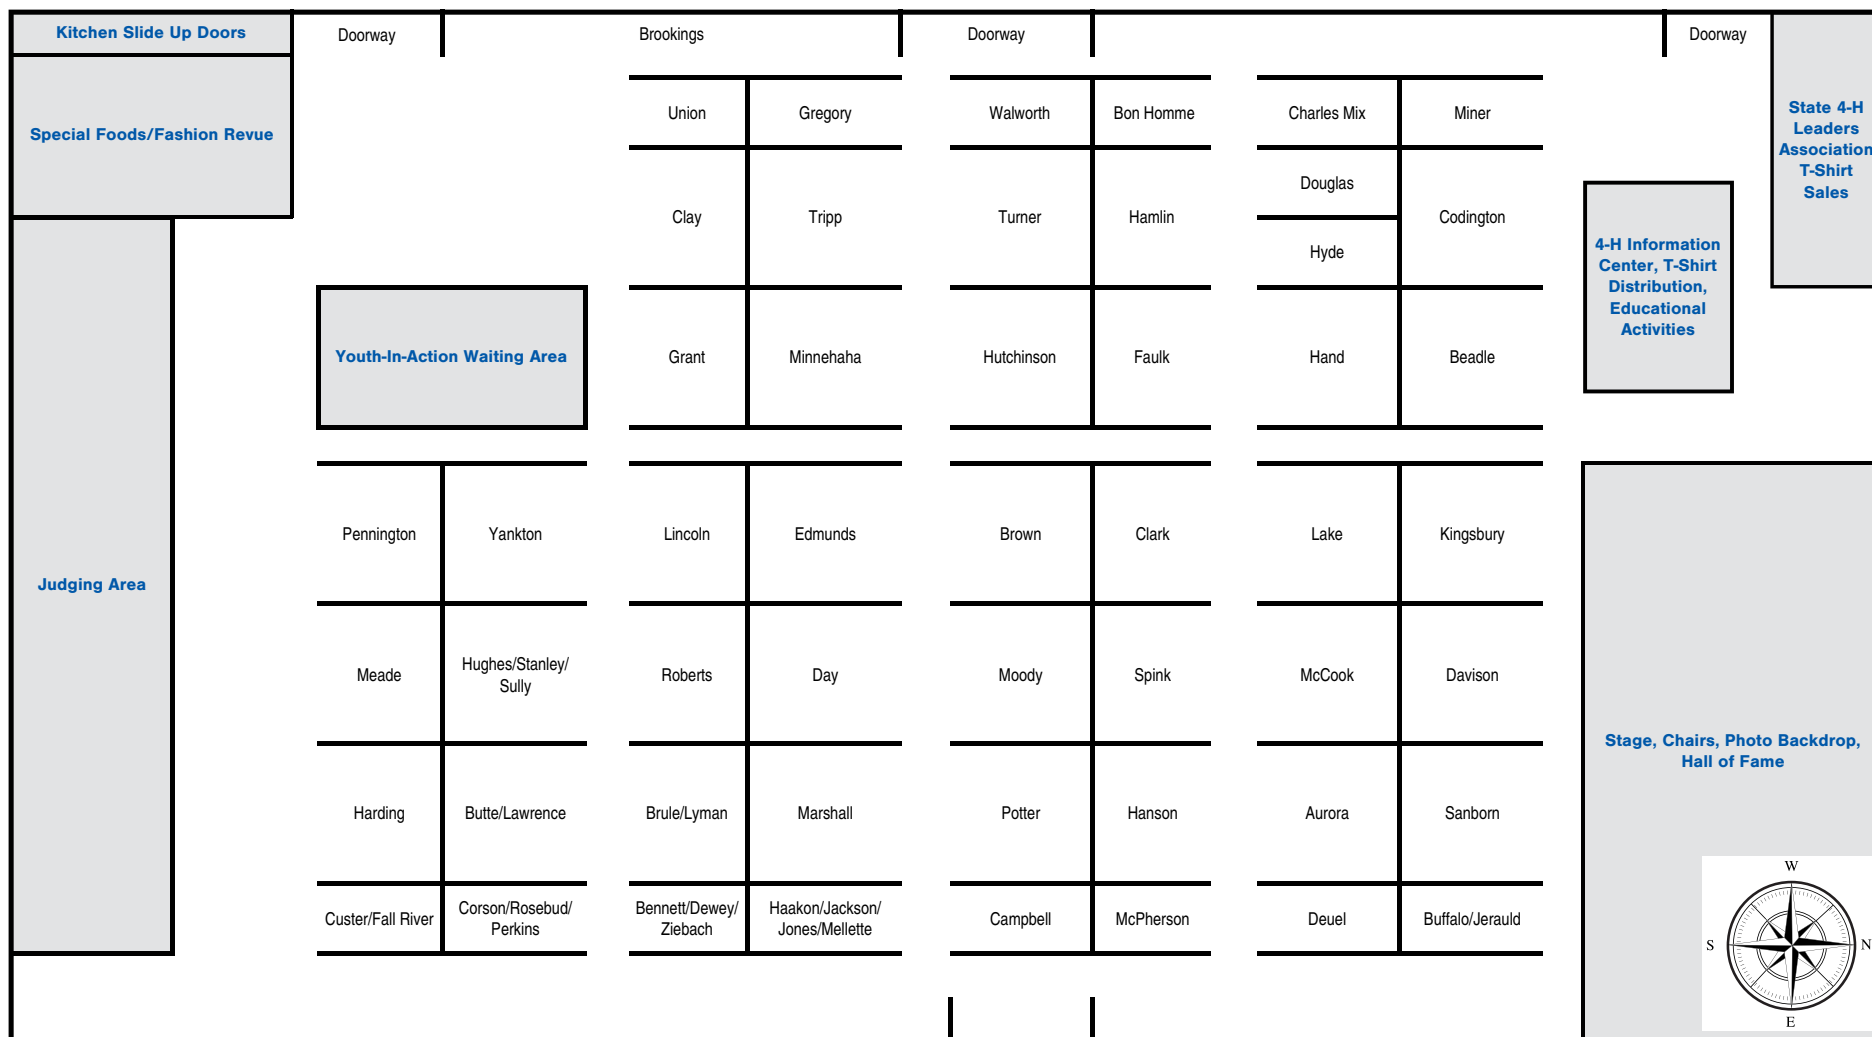 Kitchen Slide Up Doors
Doorway
Brookings
Doorway
Doorway
Special Foods/Fashion Revue
State 4-H
Leaders
Association
T-Shirt
Sales
Union
Gregory
Walworth
Bon Homme
Charles Mix
Miner
Clay
Tripp
Turner
Hamlin
Douglas
Hyde
Codington
4-H Information
Center, T-Shirt
Distribution,
Educational
Activities
Youth-In-Action Waiting Area
Grant
Minnehaha
Hutchinson
Faulk
Hand
Beadle
Judging Area
Pennington
Yankton
Lincoln
Edmunds
Brown
Clark
Lake
Kingsbury
Meade
Hughes/Stanley/
Sully
Roberts
Day
Moody
Spink
McCook
Davison
Stage, Chairs, Photo Backdrop,
Hall of Fame
Harding
Butte/Lawrence
Brule/Lyman
Marshall
Potter
Hanson
Aurora
Sanborn
Custer/Fall River
Corson/Rosebud/
Perkins
Bennett/Dewey/
Ziebach
Haakon/Jackson/
Jones/Mellette
Campbell
McPherson
Deuel
Buffalo/Jerauld
W
S
N
E